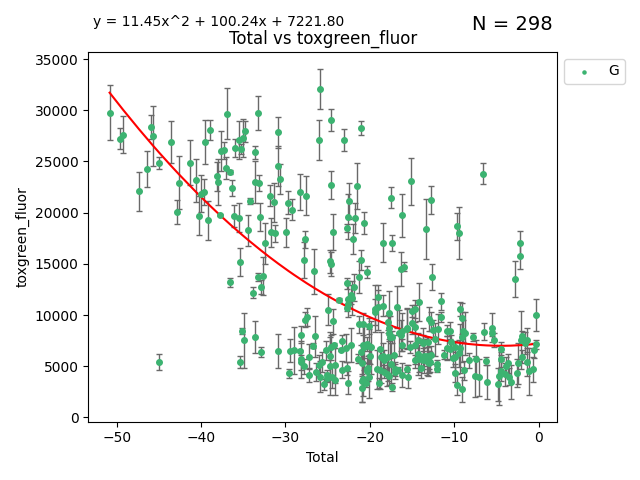 y = 11.45x^2 + 100.24x + 7221.80
N = 298
Total vs toxgreen_fluor
G
35000
30000
25000
20000
15000
10000
5000
0
toxgreen_fluor
−50 −40 −30 −20 −10 0
Total